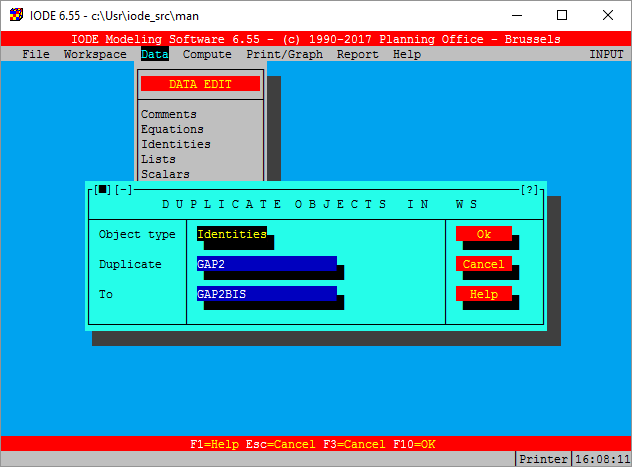 IODE 6.55 - c:\Usr\iode_src\man
IODE Modeling Software 6.55 - (c) 1990-2017 Planning Office - Brussels
File Workspace Data Compute Print/Graph Report Help INPUT
DATA EDIT
Comments
Equations
Identities
Lists
Scalars
[■][-] [?]
DUPLICATE OBJECTS IN WS
Object type Identities Ok
Duplicate GAP2 Cancel
To GAP2BIS Help
F1=Help Esc=Cancel F3=Cancel F10=OK
Printer 16:08:11